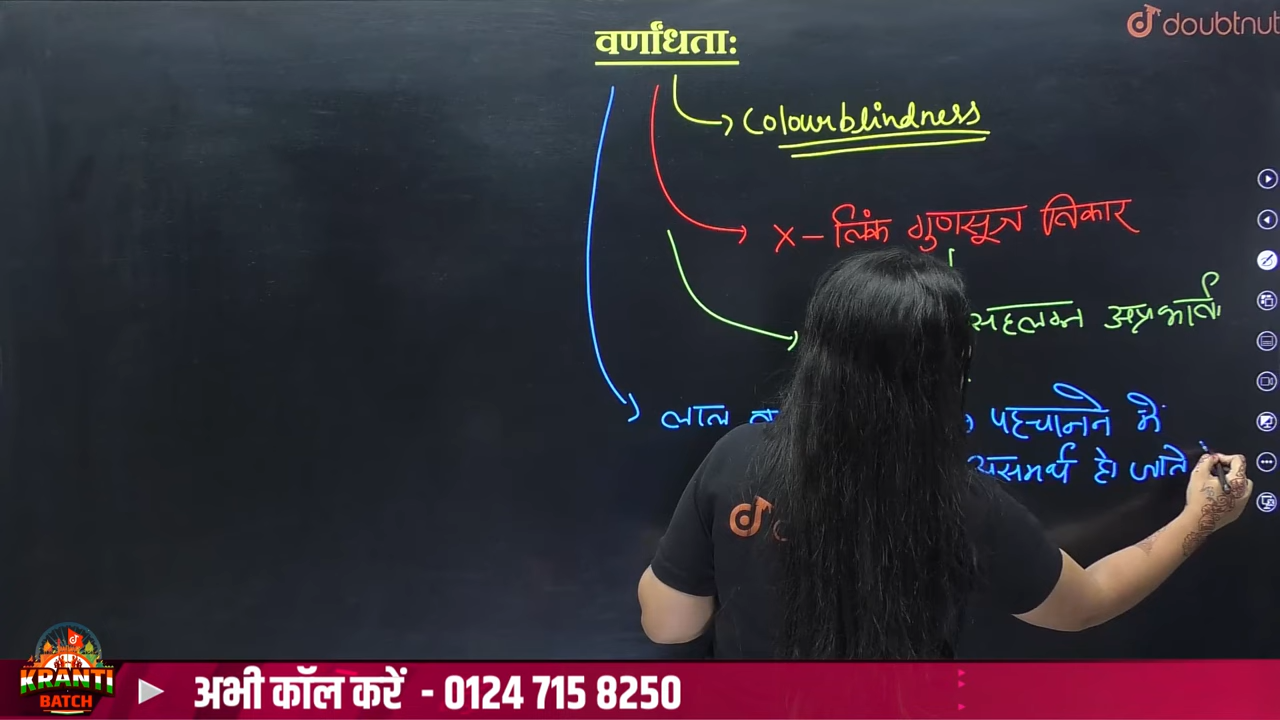 doubtnut
वर्णांधताः
Colourblindness
X - लिंक गुणसूत्र विकार
सहलग्न अप्रभावी
लाल पहचानने में
असमर्थ हो जाते
KRANTI
BATCH
अभी कॉल करें - 0124 715 8250